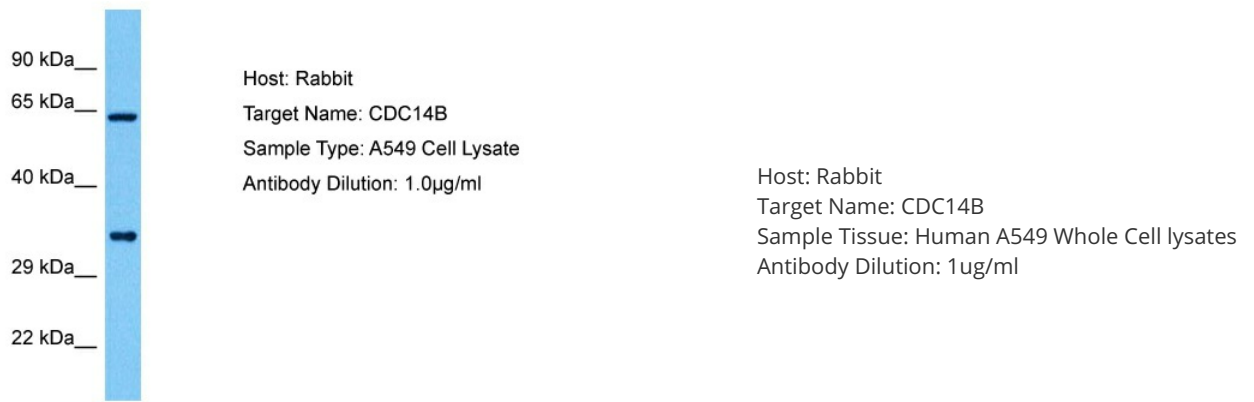 90 kDa__
65 kDa__
40 kDa__
29 kDa__
22 kDa__
Host: Rabbit
Target Name: CDC14B
Sample Type: A549 Cell Lysate
Antibody Dilution: 1.0µg/ml
Host: Rabbit
Target Name: CDC14B
Sample Tissue: Human A549 Whole Cell lysates
Antibody Dilution: 1ug/ml